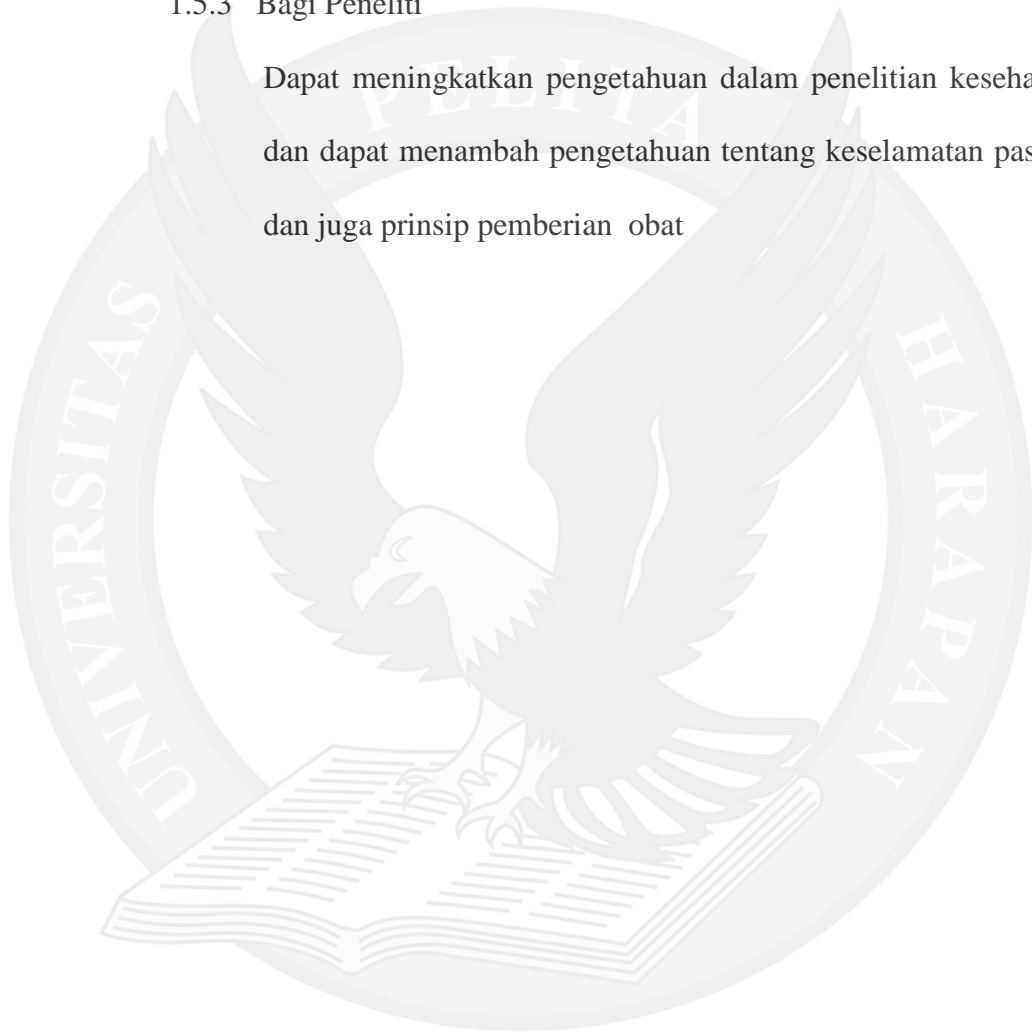 1.5.3 Bagi Peneliti
Dapat meningkatkan pengetahuan dalam penelitian keseha
dan dapat menambah pengetahuan tentang keselamatan pas
dan juga prinsip pemberian obat
UNIVERSITAS PELITA HARAPAN